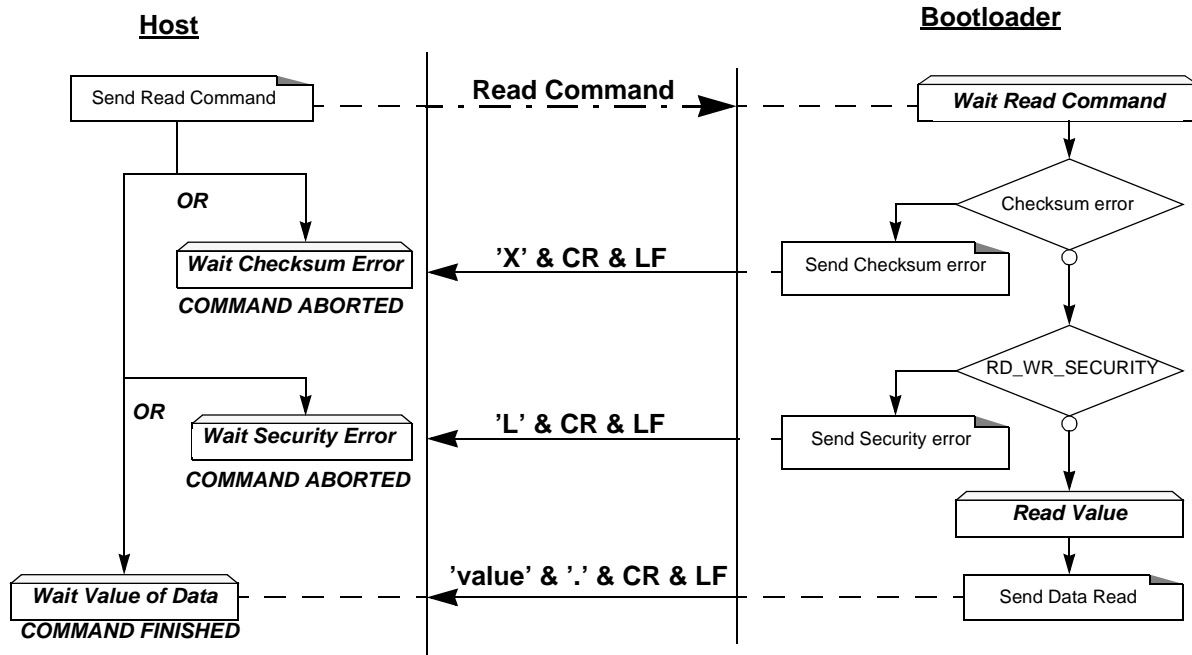 Host
Bootloader
Send Read Command
Read Command
Wait Read Command
OR
Checksum error
Wait Checksum Error
’X’ & CR & LF
Send Checksum error
COMMAND ABORTED
RD_WR_SECURITY
OR
Wait Security Error
’L’ & CR & LF
Send Security error
COMMAND ABORTED
Read Value
Wait Value of Data
'value' & '.' & CR & LF
Send Data Read
COMMAND FINISHED